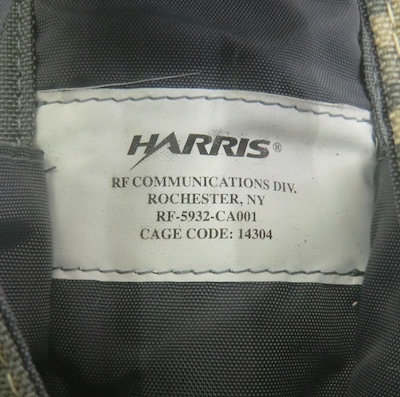 HARRIS®
RF COMMUNICATIONS DIV.
ROCHESTER, NY
RF-5932-CA001
CAGE CODE: 14304